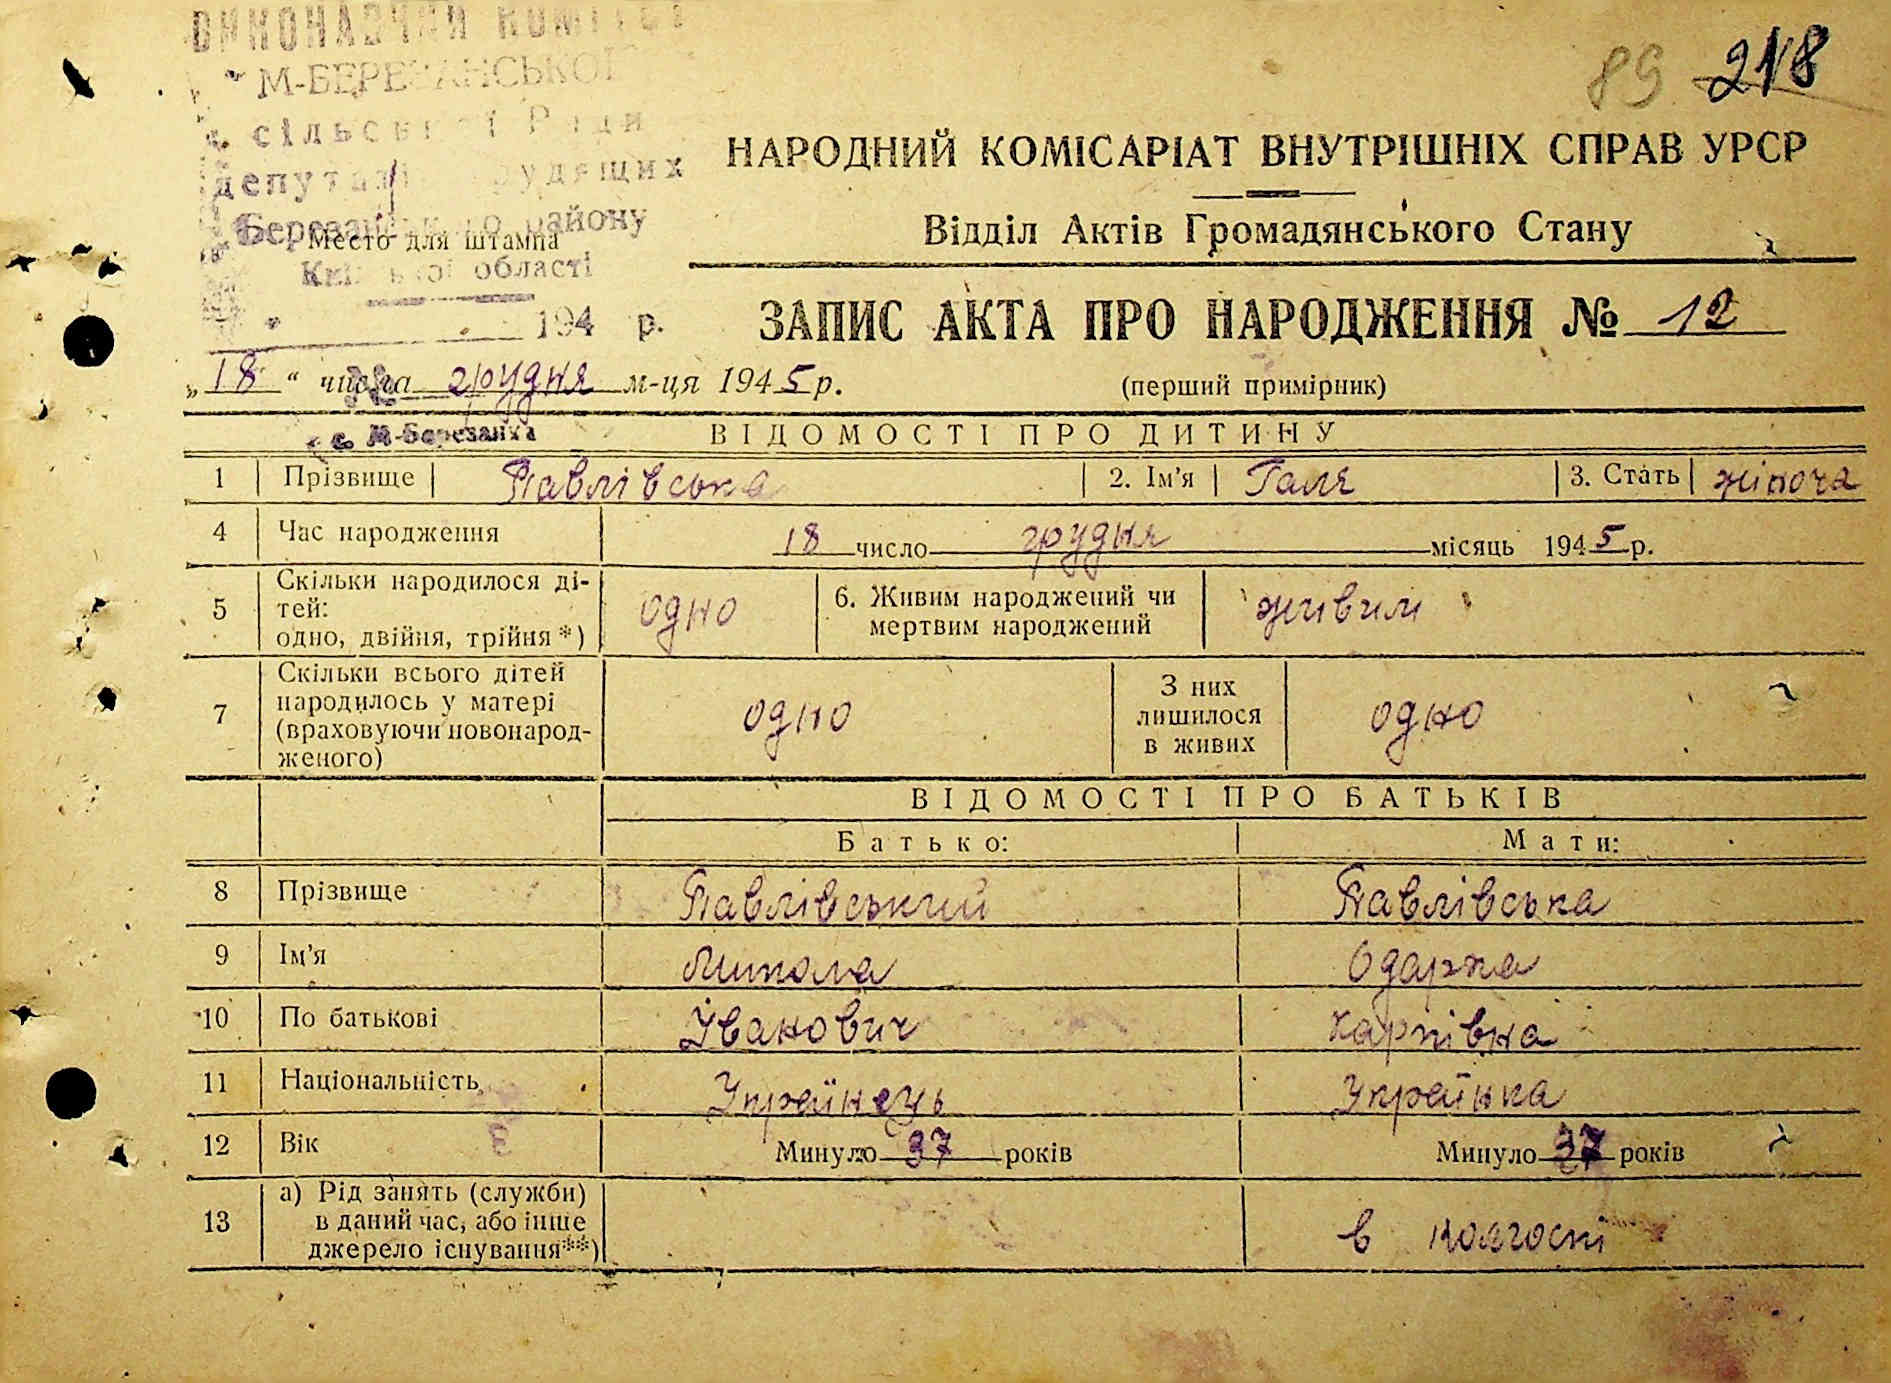 ВИКОНАВЧИЙ КОМІТЕТ
М-БЕРЕЗАНСЬКОЇ
сільської Ради
депутатів трудящих
Березанського району
Место для штампа
Київської області
194 р.
с. М-Березанка
89 218
НАРОДНИЙ КОМІСАРІАТ ВНУТРІШНІХ СПРАВ УРСР
Відділ Актів Громадянського Стану
ЗАПИС АКТА ПРО НАРОДЖЕННЯ № 12
„18“ числа грудня м-ця 1945 р.
(перший примірник)
ВІДОМОСТІ ПРО ДИТИНУ
1 Прізвище Павлівська 2. Ім'я Галя 3. Стать жіноча
4 Час народження 18 число грудня місяць 1945 р.
5 Скільки народилося ді-
тей:
одно, двійня, трійня*) одно
6. Живим народжений чи
мертвим народжений живим
7 Скільки всього дітей
народилось у матері
(враховуючи новонарод-
женого) одно
З них
лишилося
в живих одно
ВІДОМОСТІ ПРО БАТЬКІВ
Батько: Мати:
8 Прізвище Павлівський Павлівська
9 Ім'я Микола Одарка
10 По батькові Іванович Карпівна
11 Національність Українець Українка
12 Вік Минуло 37 років Минуло 37 років
13 а) Рід занять (служби)
в даний час, або інше
джерело існування**) в колгоспі